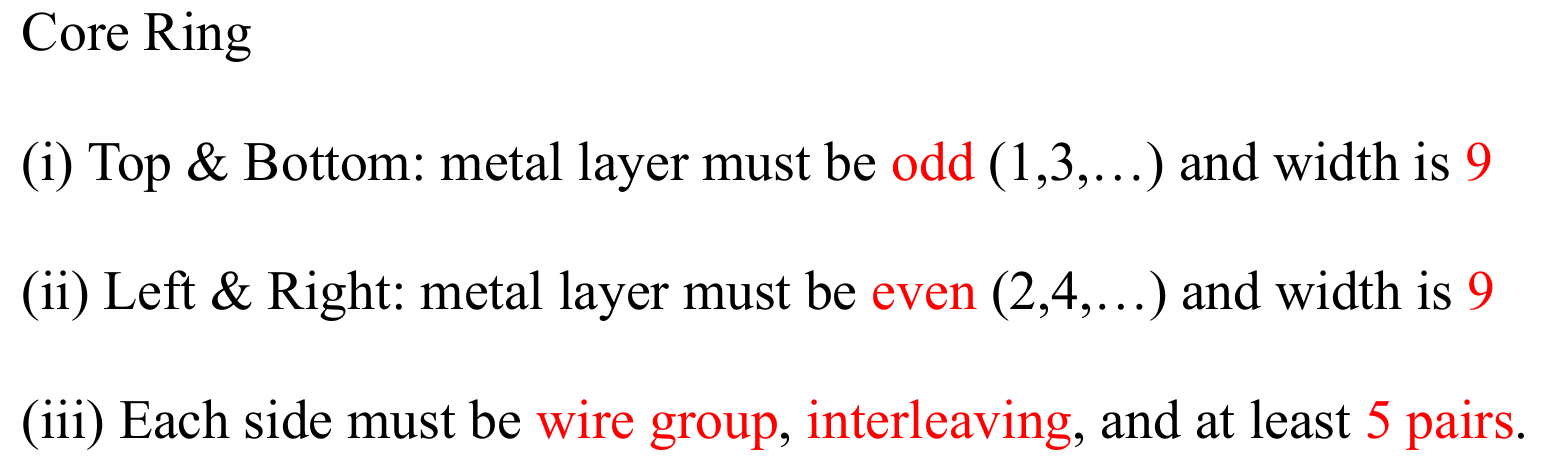 Core Ring
(i) Top & Bottom: metal layer must be odd (1,3,…) and width is 9
(ii) Left & Right: metal layer must be even (2,4,…) and width is 9
(iii) Each side must be wire group, interleaving, and at least 5 pairs.